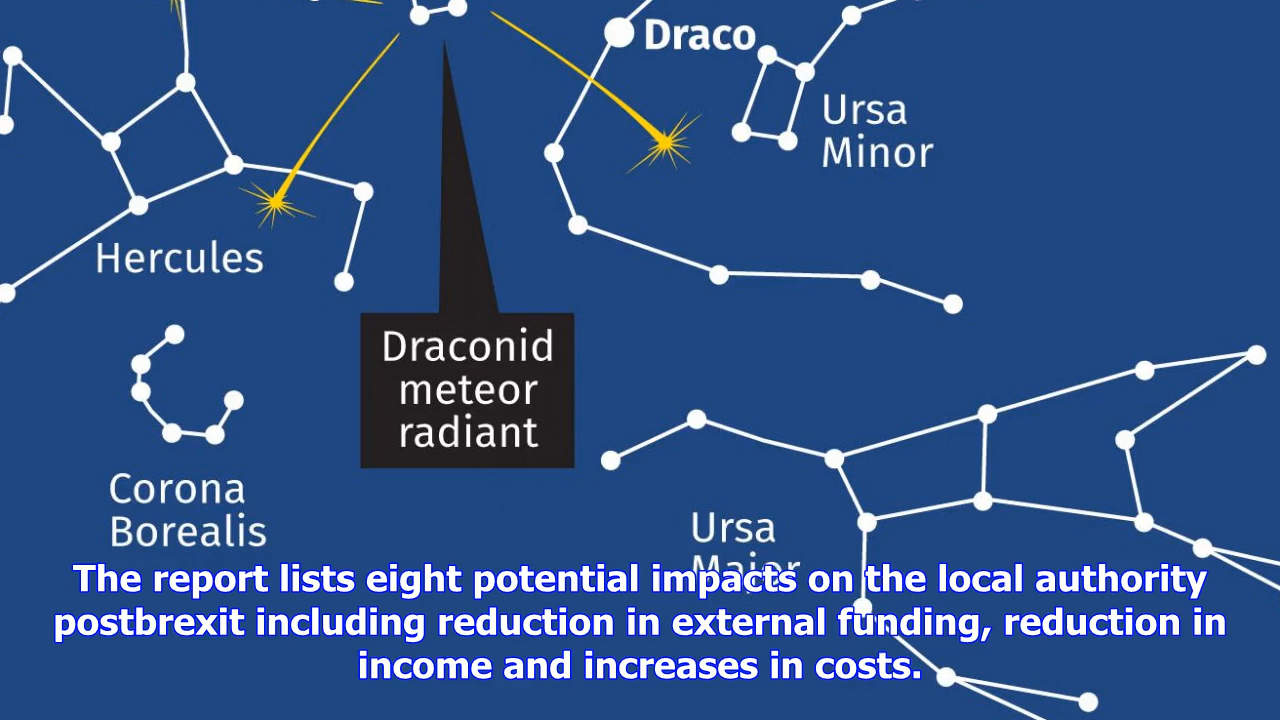 Draco
Ursa
Minor
Hercules
Draconid
meteor
radiant
Corona
Borealis
Ursa
Major
The report lists eight potential impacts on the local authority
postbrexit including reduction in external funding, reduction in
income and increases in costs.